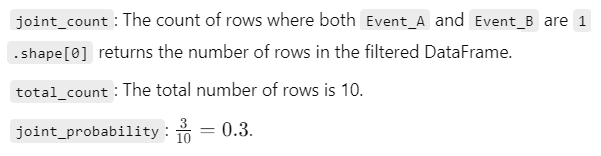 joint_count : The count of rows where both Event_A and Event_B are 1
.shape[0] returns the number of rows in the filtered DataFrame.
total_count : The total number of rows is 10.
joint_probability : 3/10 = 0.3.